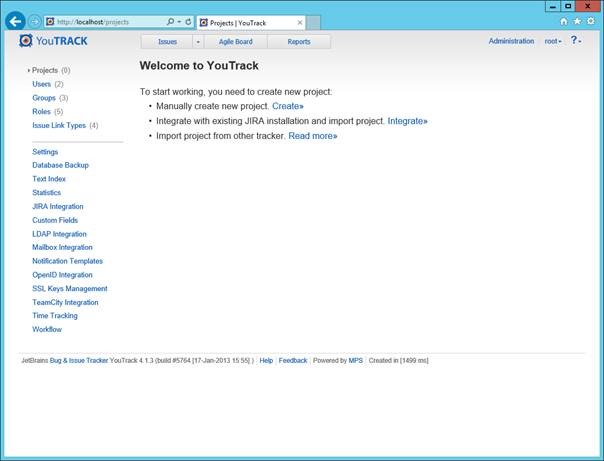 http://localhost/projects
Projects | YouTrack
YouTRACK
Issues
Agile Board
Reports
Administration
root
?
Projects (0)
Users (2)
Groups (3)
Roles (5)
Issue Link Types (4)
Settings
Database Backup
Text Index
Statistics
JIRA Integration
Custom Fields
LDAP Integration
Mailbox Integration
Notification Templates
OpenID Integration
SSL Keys Management
TeamCity Integration
Time Tracking
Workflow
Welcome to YouTrack
To start working, you need to create new project:
• Manually create new project. Create»
• Integrate with existing JIRA installation and import project. Integrate»
• Import project from other tracker. Read more»
JetBrains Bug & Issue Tracker YouTrack 4.1.3 (build #5764 [17-Jan-2013 15:55] ) | Help | Feedback | Powered by MPS | Created in [1499 ms]